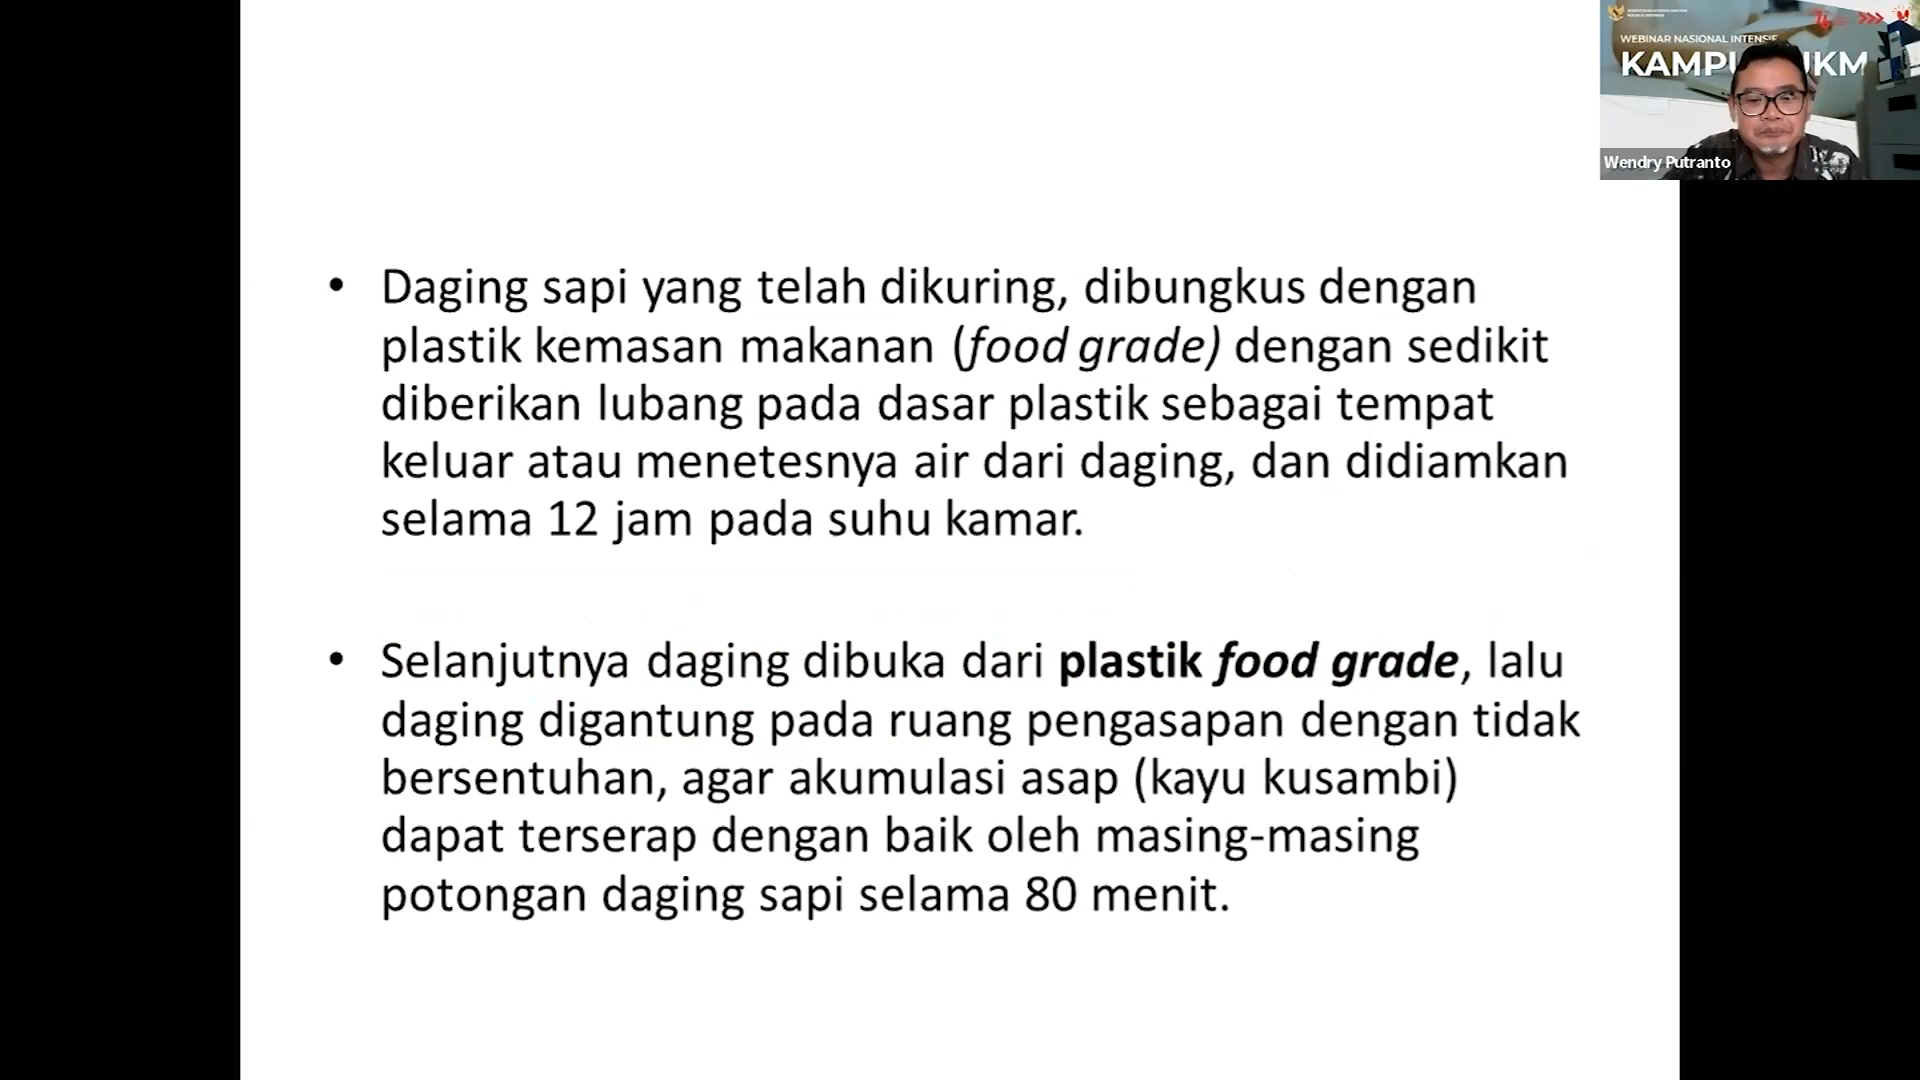 WEBINAR NASIONAL INTENSIF
Wendry Putranto
• Daging sapi yang telah dikuring, dibungkus dengan
plastik kemasan makanan (food grade) dengan sedikit
diberikan lubang pada dasar plastik sebagai tempat
keluar atau menetesnya air dari daging, dan didiamkan
selama 12 jam pada suhu kamar.
• Selanjutnya daging dibuka dari plastik food grade, lalu
daging digantung pada ruang pengasapan dengan tidak
bersentuhan, agar akumulasi asap (kayu kusambi)
dapat terserap dengan baik oleh masing-masing
potongan daging sapi selama 80 menit.